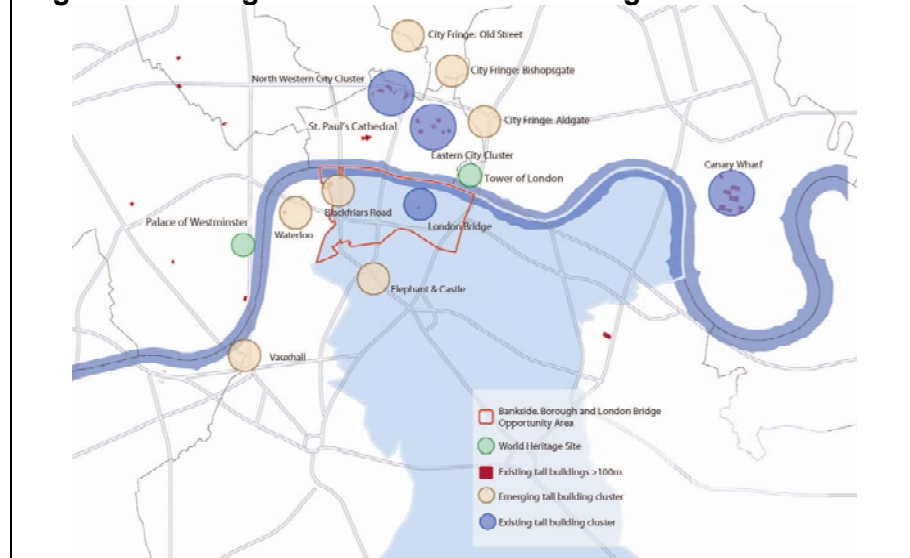 City Fringe: Old Street
City Fringe: Bishopsgate
North Western City Cluster
City Fringe: Aldgate
St. Paul's Cathedral
Eastern City Cluster
Canary Wharf
Tower of London
Palace of Westminster
Blackfriars Road
London Bridge
Waterloo
Elephant & Castle
Vauxhall
Bankside, Borough and London Bridge
Opportunity Area
World Heritage Site
Existing tall buildings >100m
Emerging tall building cluster
Existing tall building cluster